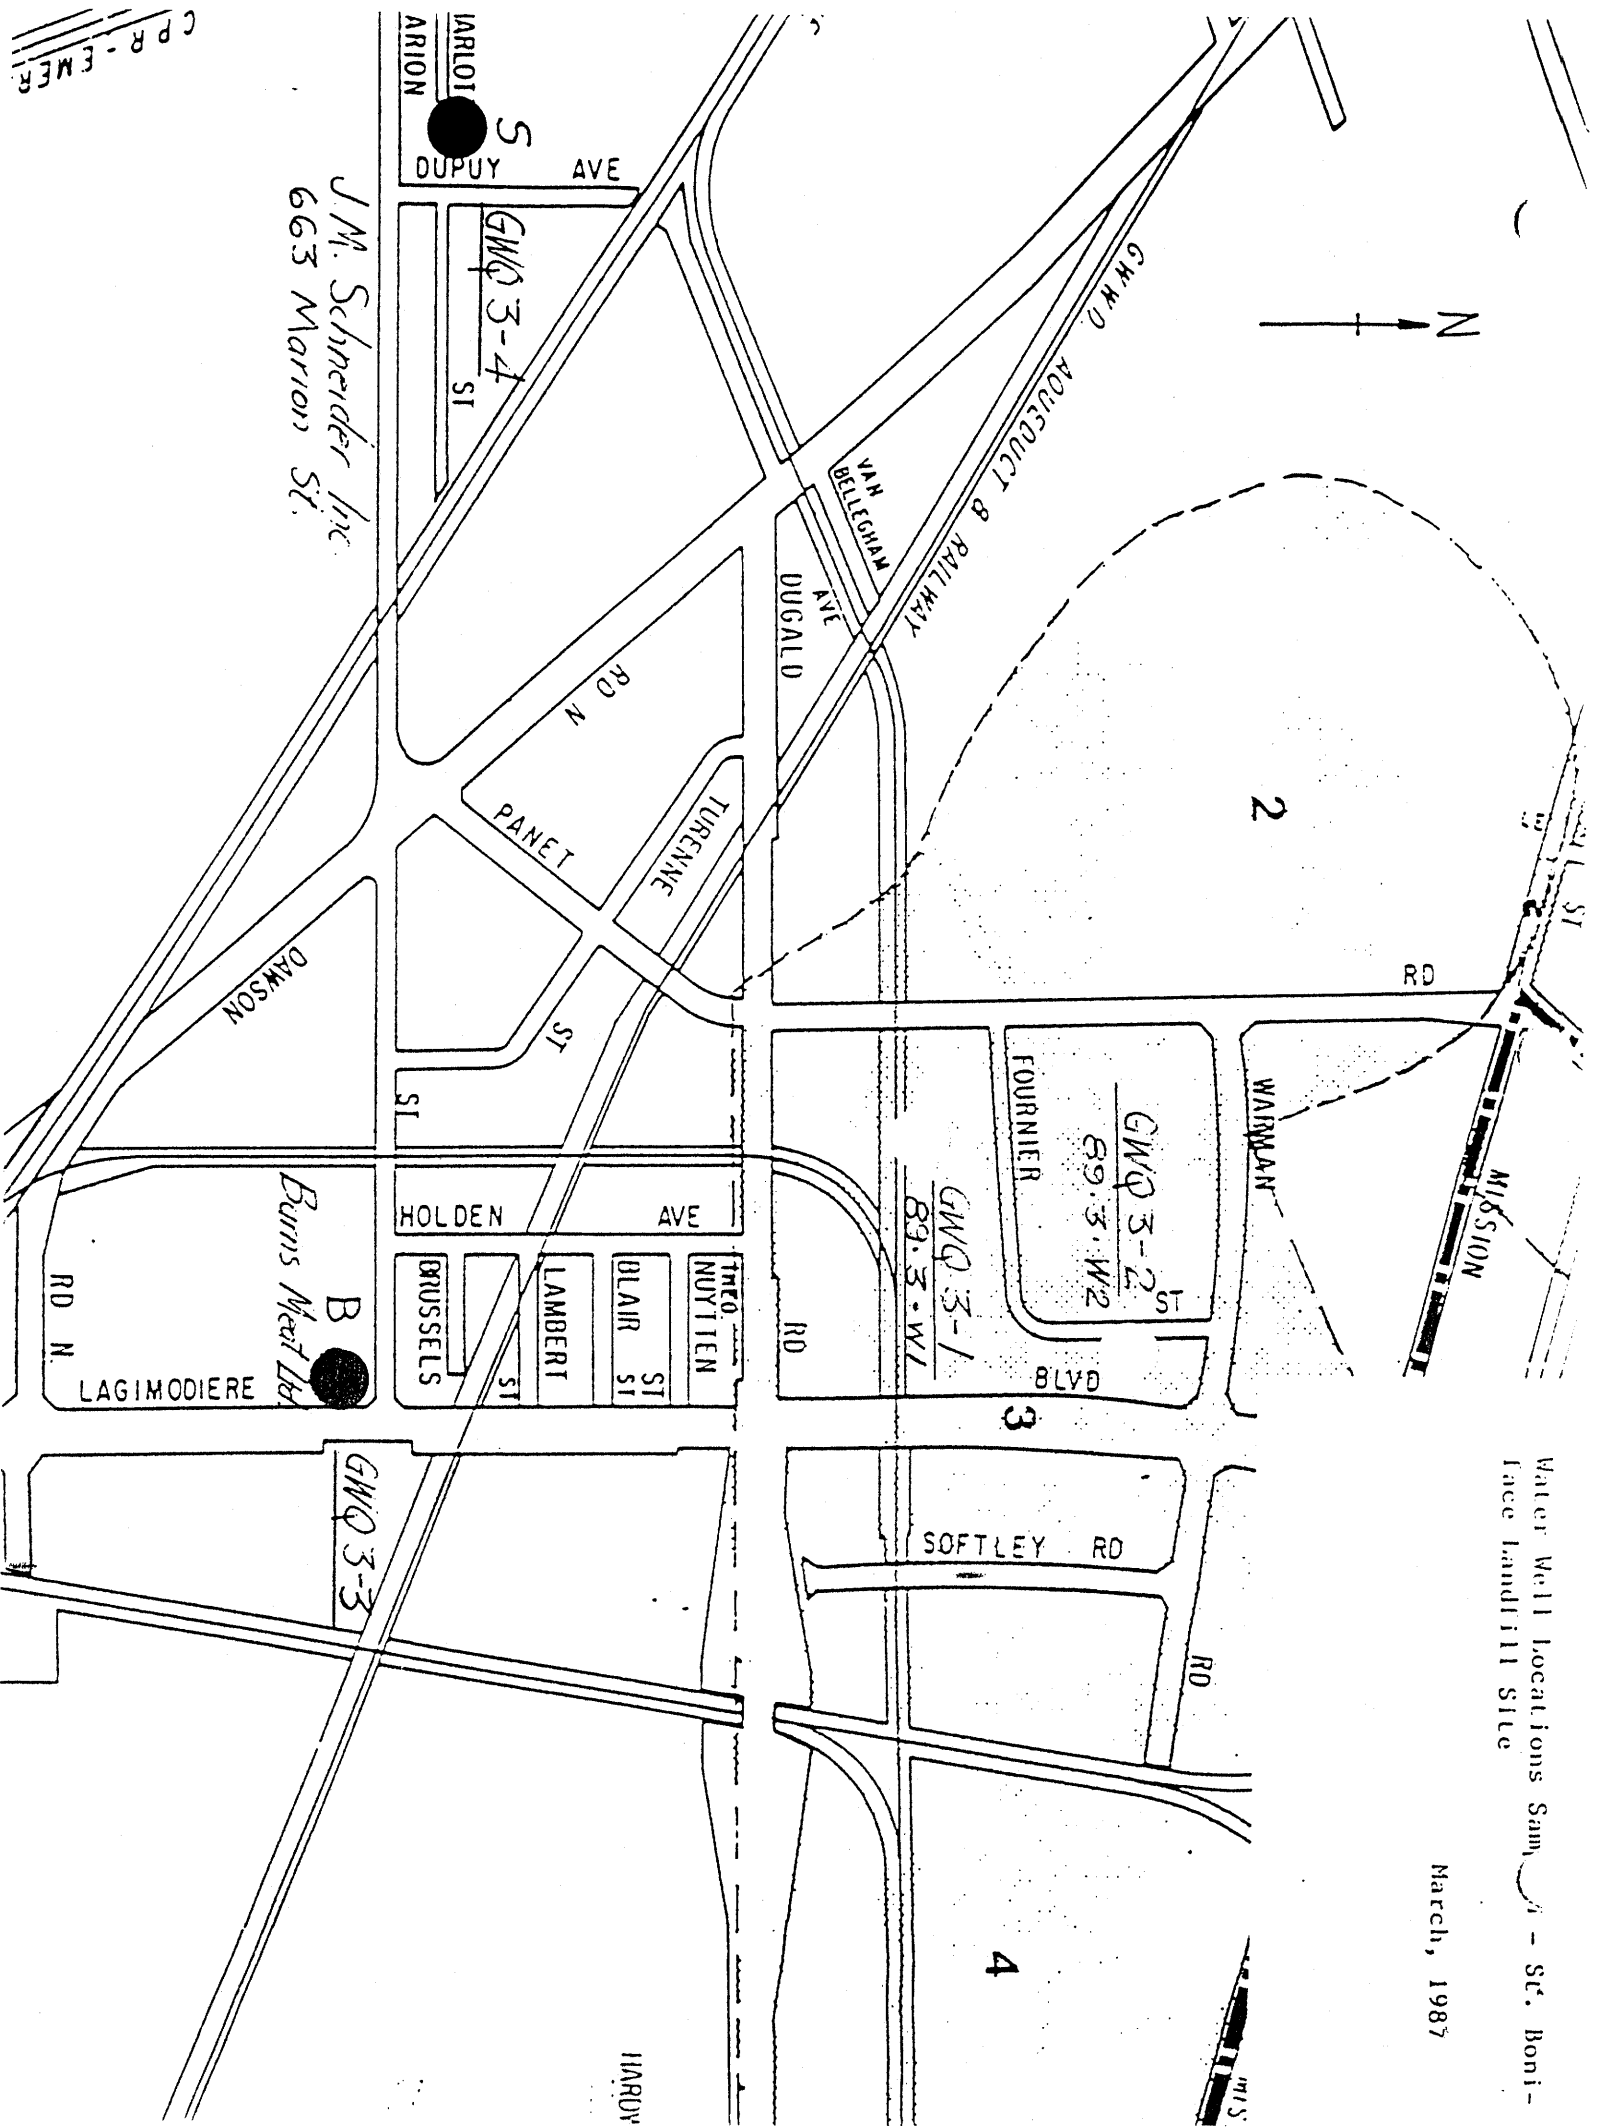 Water Well Locations Sam - St. Boni-
face Landfill Site
March, 1987
N
ST
MISSION
2
RD
WARMAN
GWQ 3-2
89.3.W2
FOURNIER
ST
GWQ 3-1
89.3.W1
BLVD
3
RD
SOFTLEY RD
4
GWWD. AQUEDUCT & RAILWAY
VAN
BELLEGHAM
AVE
DUGALD
RD
TURENNE
ST
RD N
PANET
THEO.
NUYTTEN
ST
BLAIR
ST
LAMBERT
ST
BRUSSELS
HOLDEN AVE
HARDY
S
DUPUY AVE
GWQ 3-4
ST
ARION
ST
J.M. Schneider Inc.
663 Marion St.
DAWSON
RD N.
B
Burns Meat Ltd.
LAGIMODIERE
GWQ 3-3
CPR-EMER